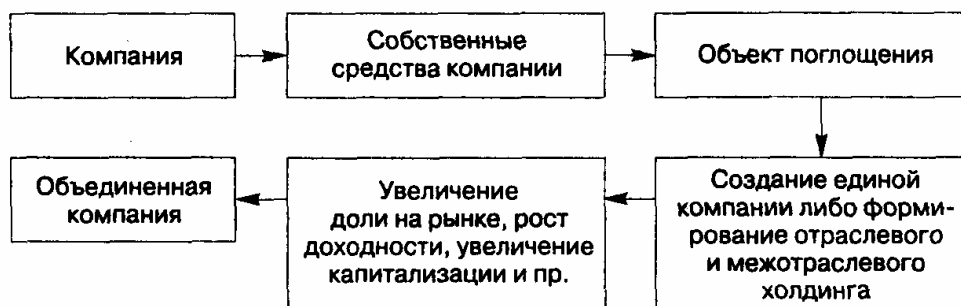 Компания
Собственные
средства компании
Объект поглощения
Создание единой
компании либо форми-
рование отраслевого
и межотраслевого
холдинга
Увеличение
доли на рынке, рост
доходности, увеличение
капитализации и пр.
Объединенная
компания